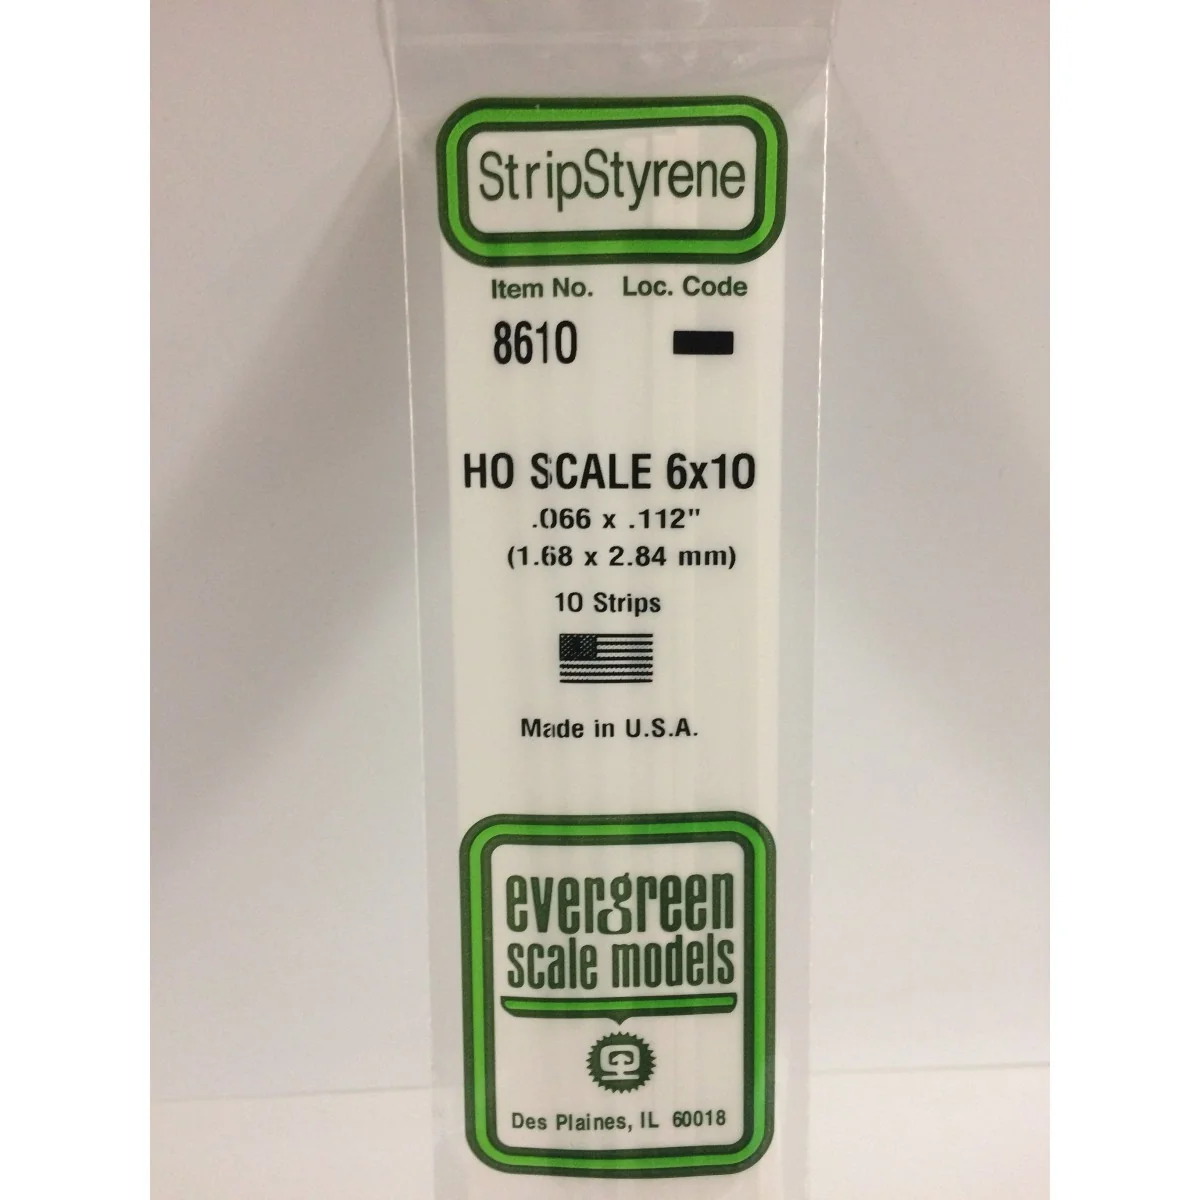 StripStyrene
Item No. Loc. Code
8610
HO SCALE 6x10
.066 x .112"
(1.68 x 2.84 mm)
10 Strips
Made in U.S.A.
evergreen
scale models
Des Plaines, IL 60018